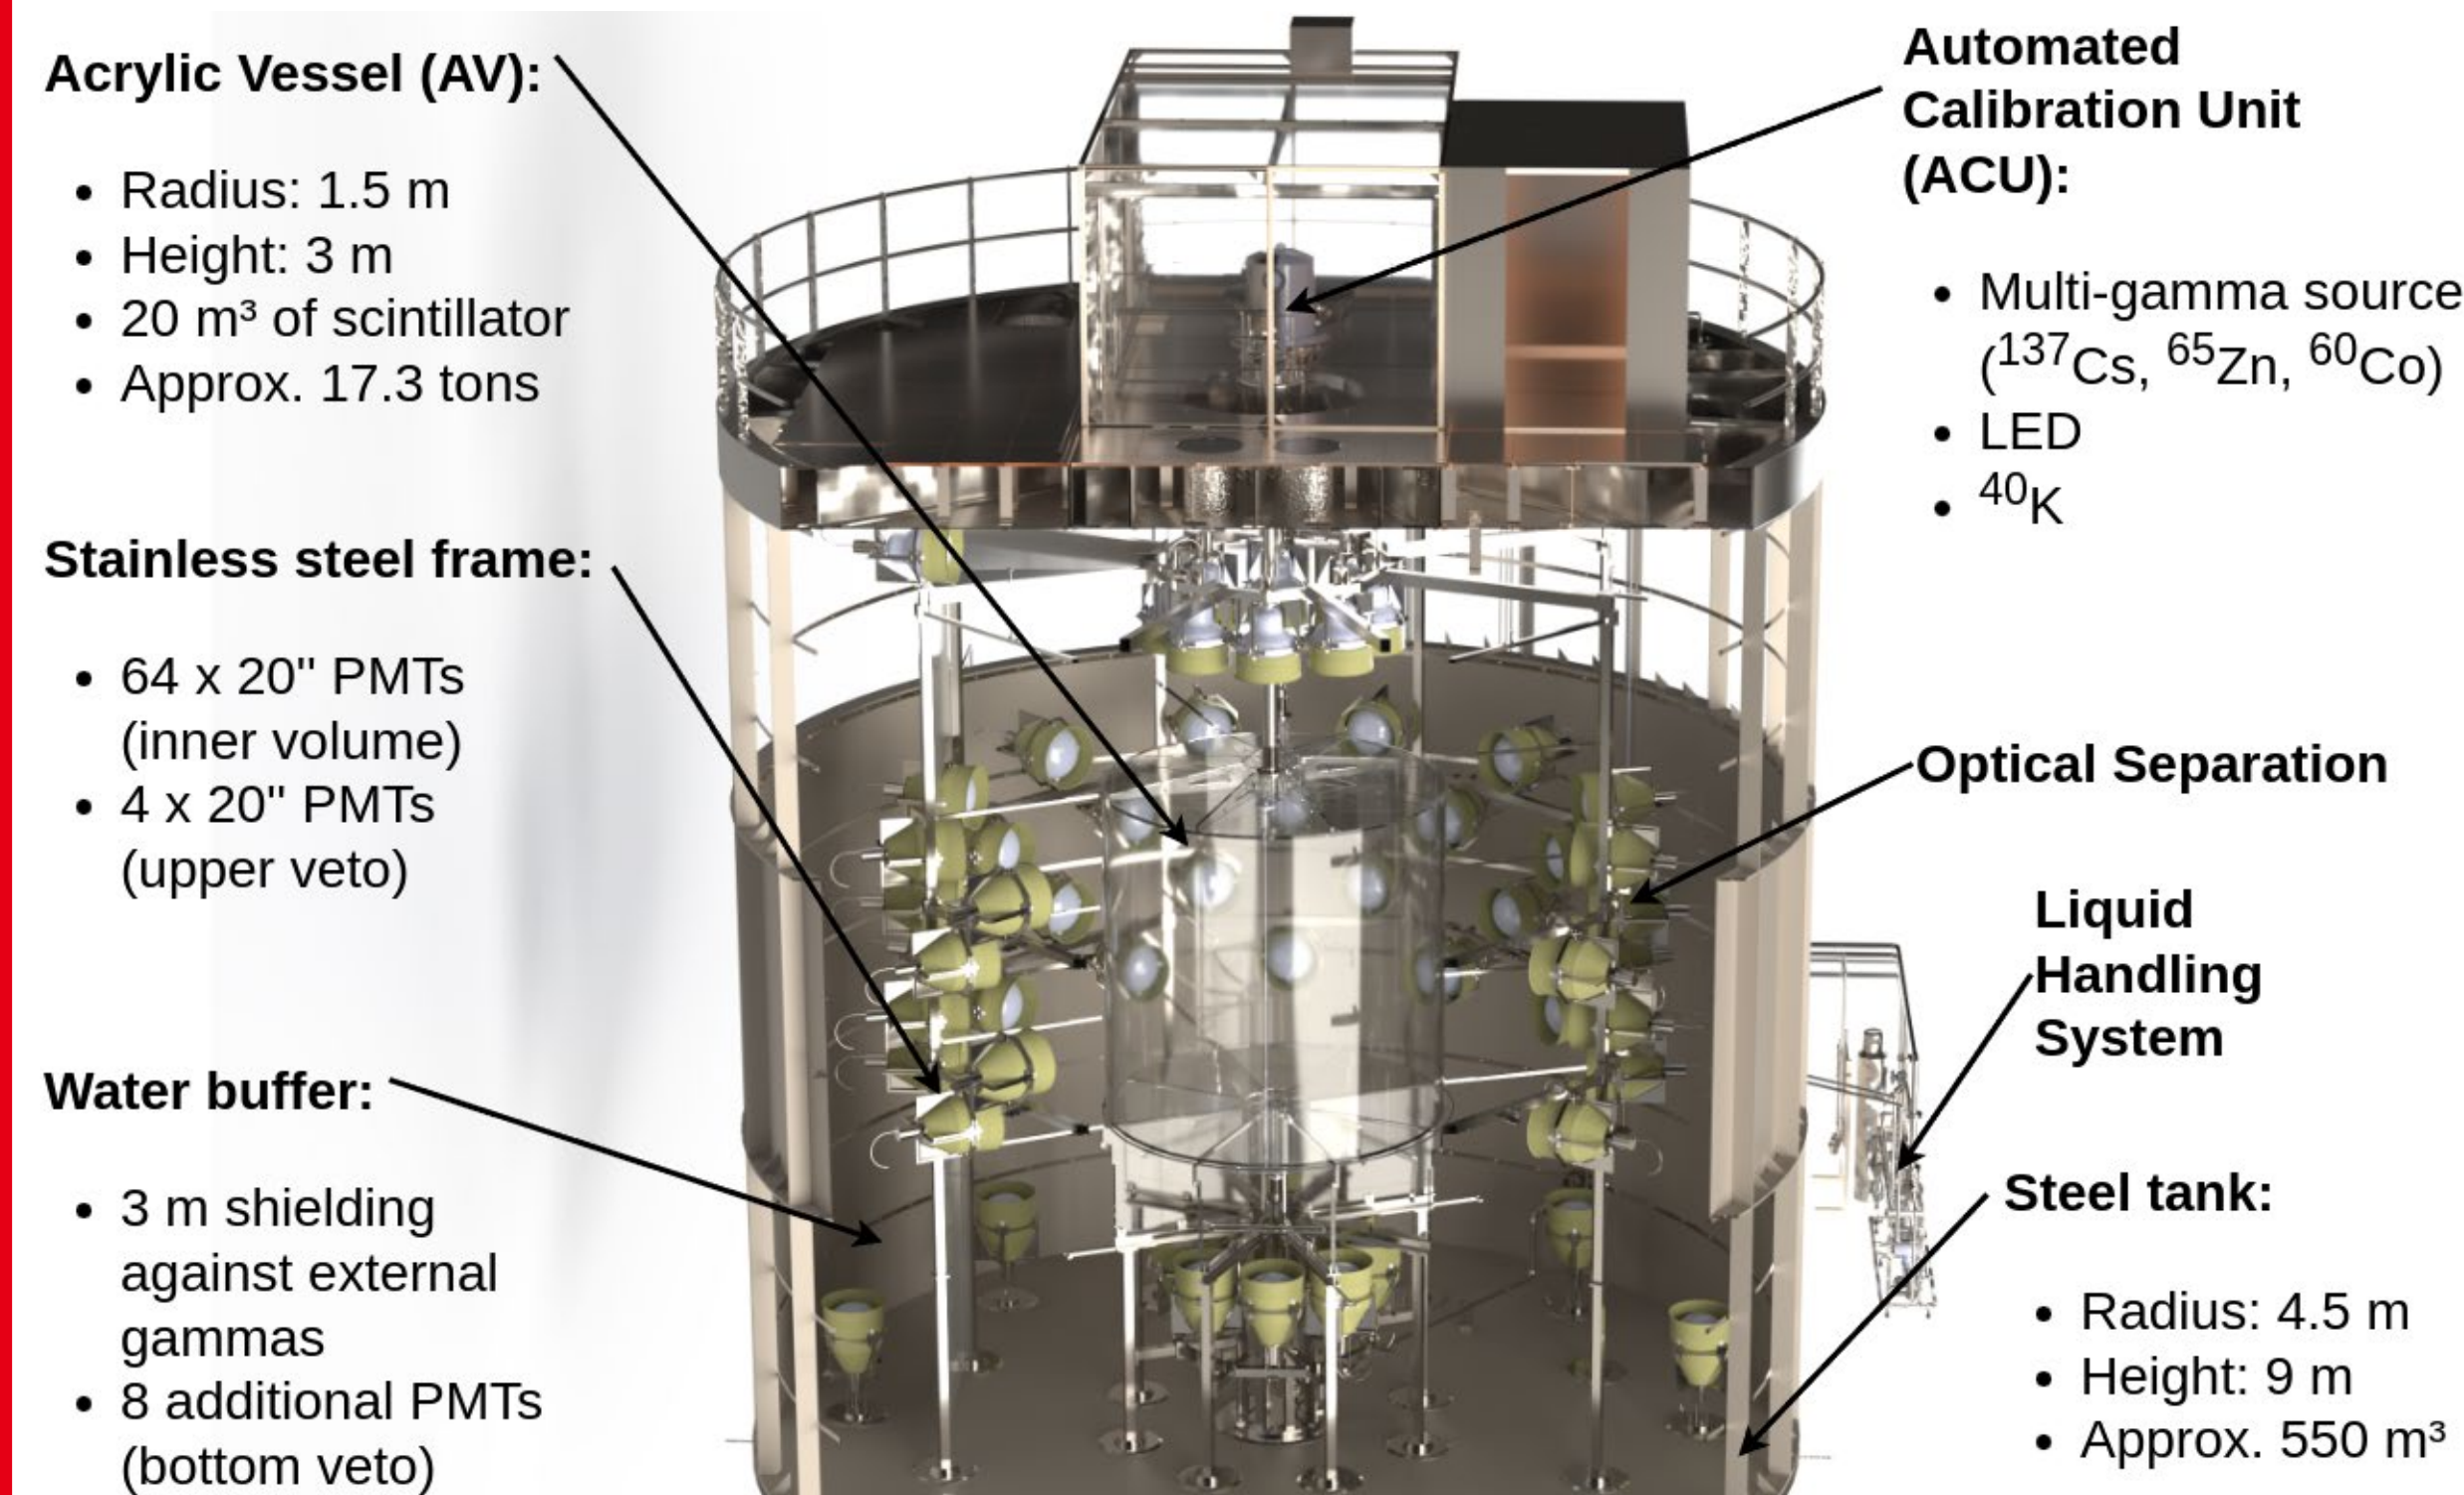 Acrylic Vessel (AV):
• Radius: 1.5 m
• Height: 3 m
• 20 m³ of scintillator
• Approx. 17.3 tons
Stainless steel frame:
• 64 x 20" PMTs
(inner volume)
• 4 x 20" PMTs
(upper veto)
Water buffer:
• 3 m shielding
against external
gammas
• 8 additional PMTs
(bottom veto)
Automated
Calibration Unit
(ACU):
• Multi-gamma source
(¹³⁷Cs, ⁶⁵Zn, ⁶⁰Co)
• LED
• ⁴⁰K
Optical Separation
Liquid
Handling
System
Steel tank:
• Radius: 4.5 m
• Height: 9 m
• Approx. 550 m³